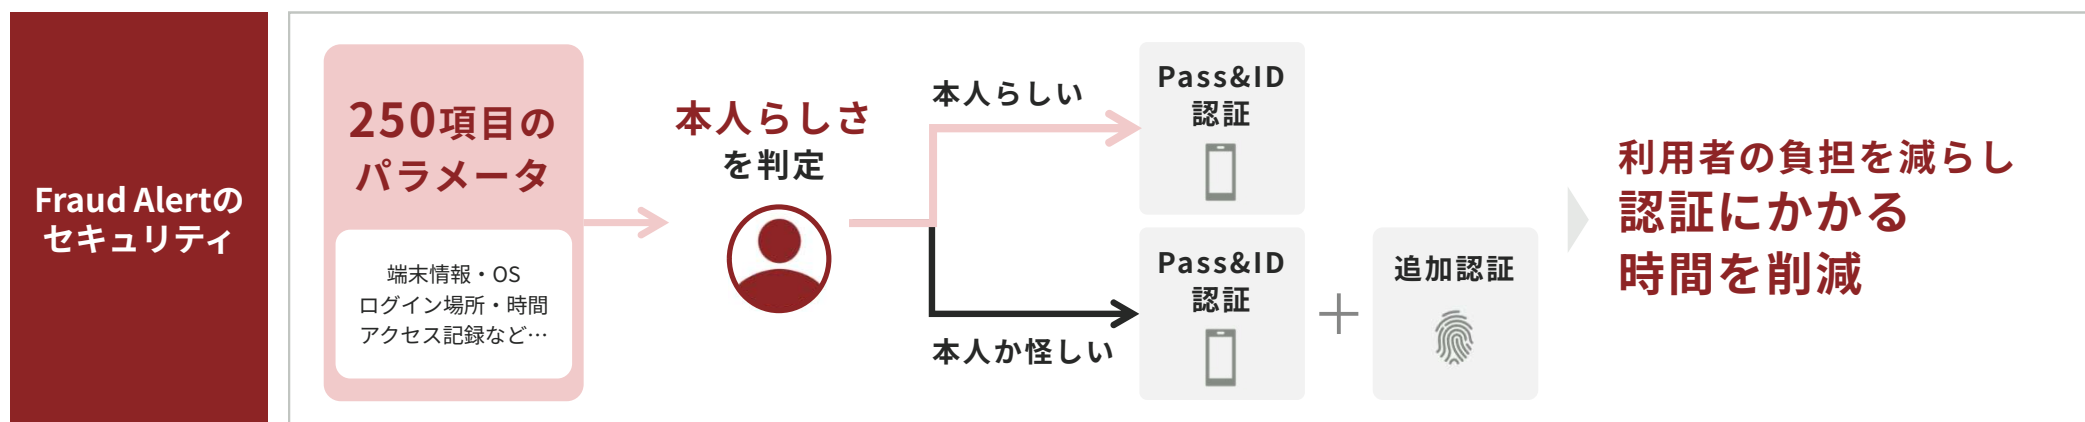 Fraud Alertの
セキュリティ
250項目の
パラメータ
端末情報・OS
ログイン場所・時間
アクセス記録など…
本人らしさ
を判定
本人らしい
Pass&ID
認証
本人か怪しい
Pass&ID
認証
＋
追加認証
利用者の負担を減らし
認証にかかる
時間を削減